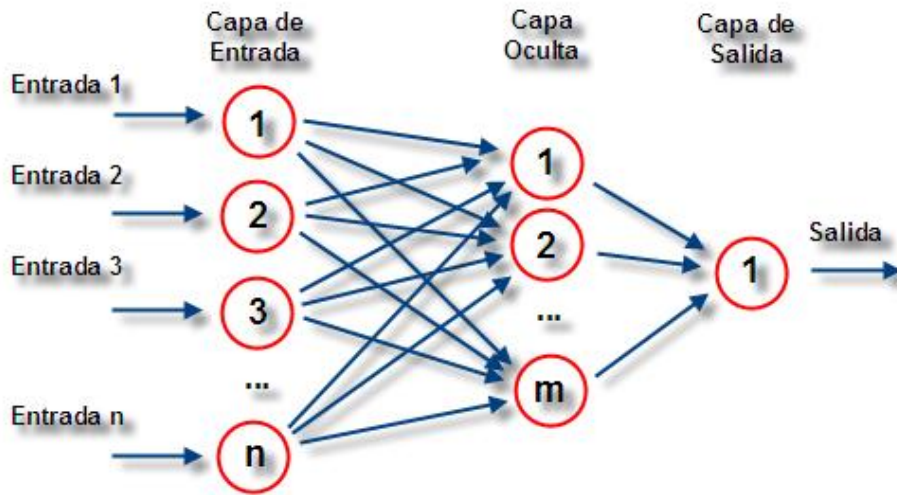 Capa de
Entrada
Capa
Oculta
Capa de
Salida
Entrada 1
1
Entrada 2
2
Entrada 3
3
...
Entrada n
n
1
2
...
m
1
Salida